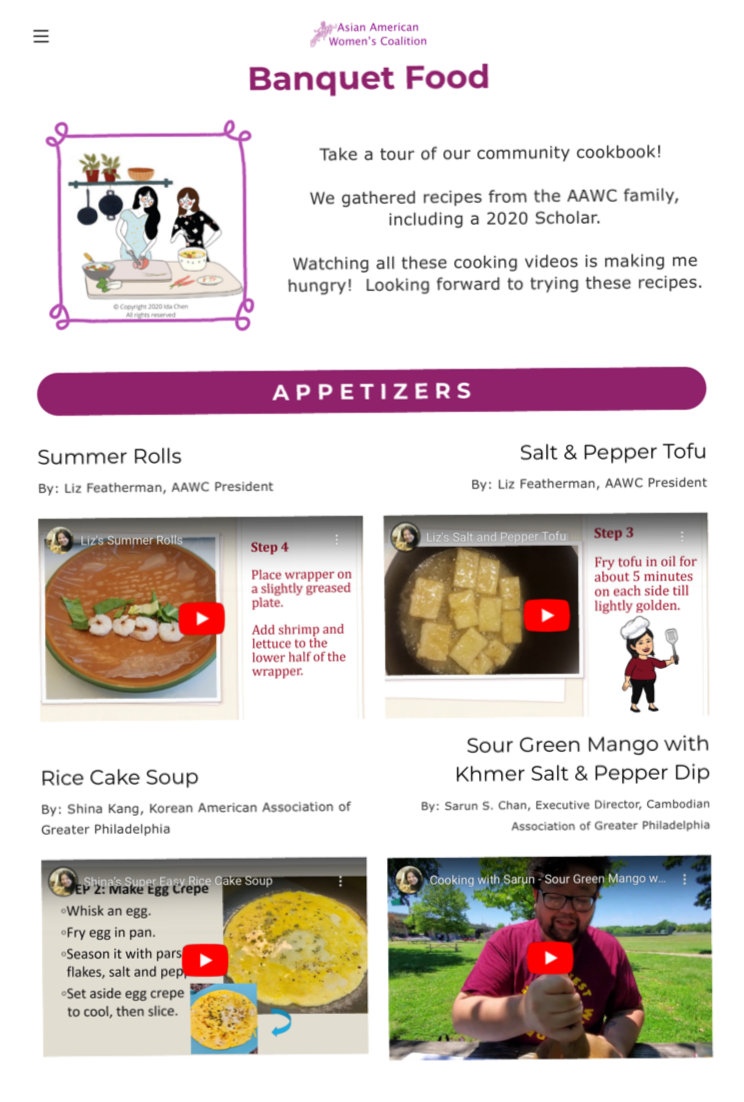 Asian American
Women's Coalition
Banquet Food
Take a tour of our community cookbook!
We gathered recipes from the AAWC family,
including a 2020 Scholar.
Watching all these cooking videos is making me
hungry! Looking forward to trying these recipes.
© Copyright 2020 Ida Chen
All rights reserved
APPETIZERS
Summer Rolls
By: Liz Featherman, AAWC President
Liz's Summer Rolls
Step 4
Place wrapper on
a slightly greased
plate.
Add shrimp and
lettuce to the
lower half of the
wrapper.
Salt & Pepper Tofu
By: Liz Featherman, AAWC President
Liz's Salt and Pepper Tofu
Step 3
Fry tofu in oil for
about 5 minutes
on each side till
lightly golden.
Rice Cake Soup
By: Shina Kang, Korean American Association of
Greater Philadelphia
Shina's Super Easy Rice Cake Soup
EP 2: Make Egg Crepe
◦Whisk an egg.
◦Fry egg in pan.
◦Season it with pars
flakes, salt and pep
◦Set aside egg crepe
to cool, then slice.
Sour Green Mango with
Khmer Salt & Pepper Dip
By: Sarun S. Chan, Executive Director, Cambodian
Association of Greater Philadelphia
Cooking with Sarun - Sour Green Mango w...